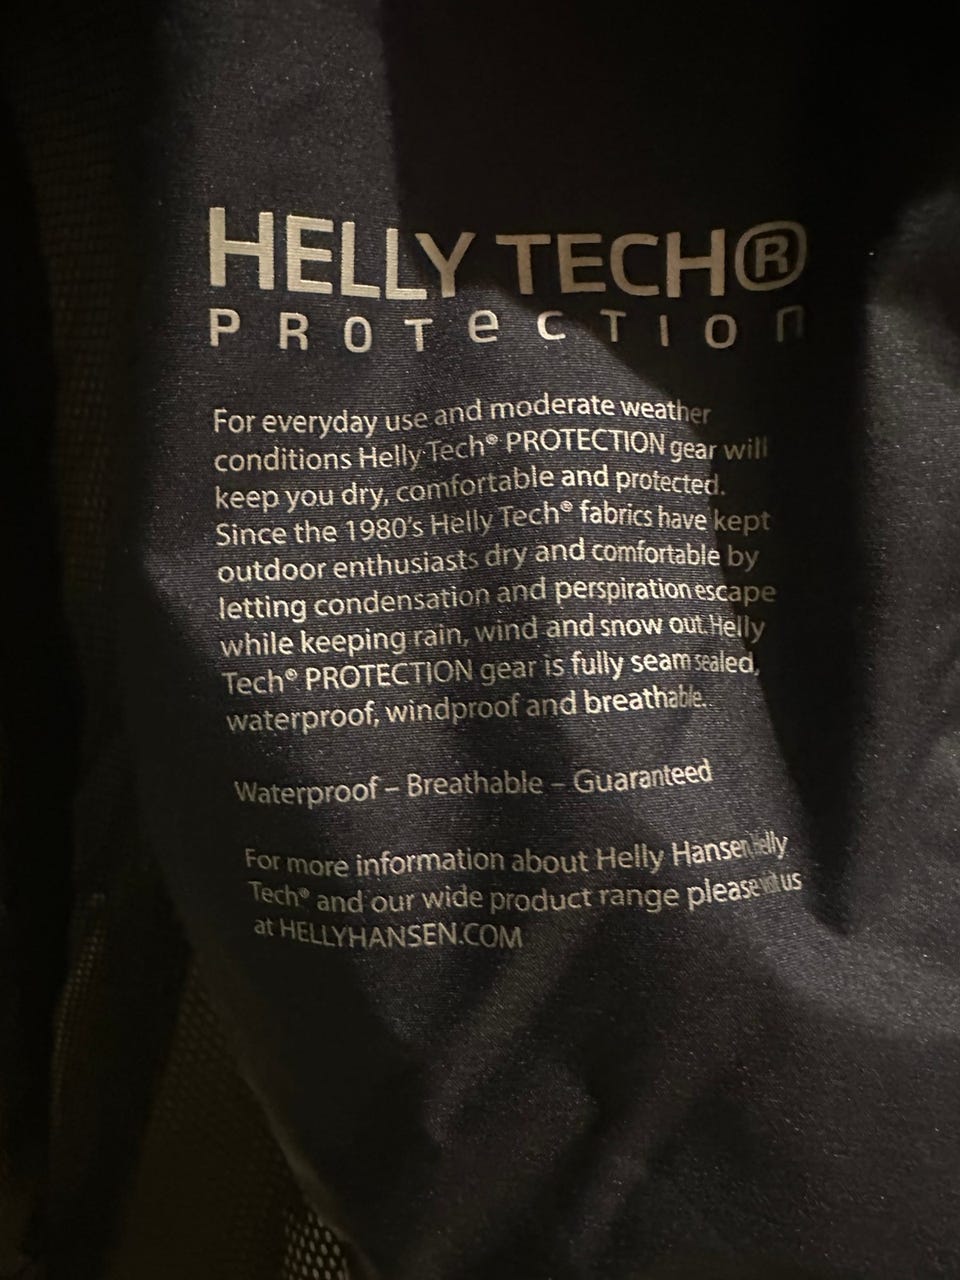 HELLY TECH®
PROTeCTION
For everyday use and moderate weather
conditions Helly Tech® PROTECTION gear will
keep you dry, comfortable and protected.
Since the 1980's Helly Tech® fabrics have kept
outdoor enthusiasts dry and comfortable by
letting condensation and perspiration escape
while keeping rain, wind and snow out. Helly
Tech® PROTECTION gear is fully seam sealed,
waterproof, windproof and breathable.
Waterproof – Breathable – Guaranteed
For more information about Helly Hansen, Helly
Tech® and our wide product range please visit us
at HELLYHANSEN.COM